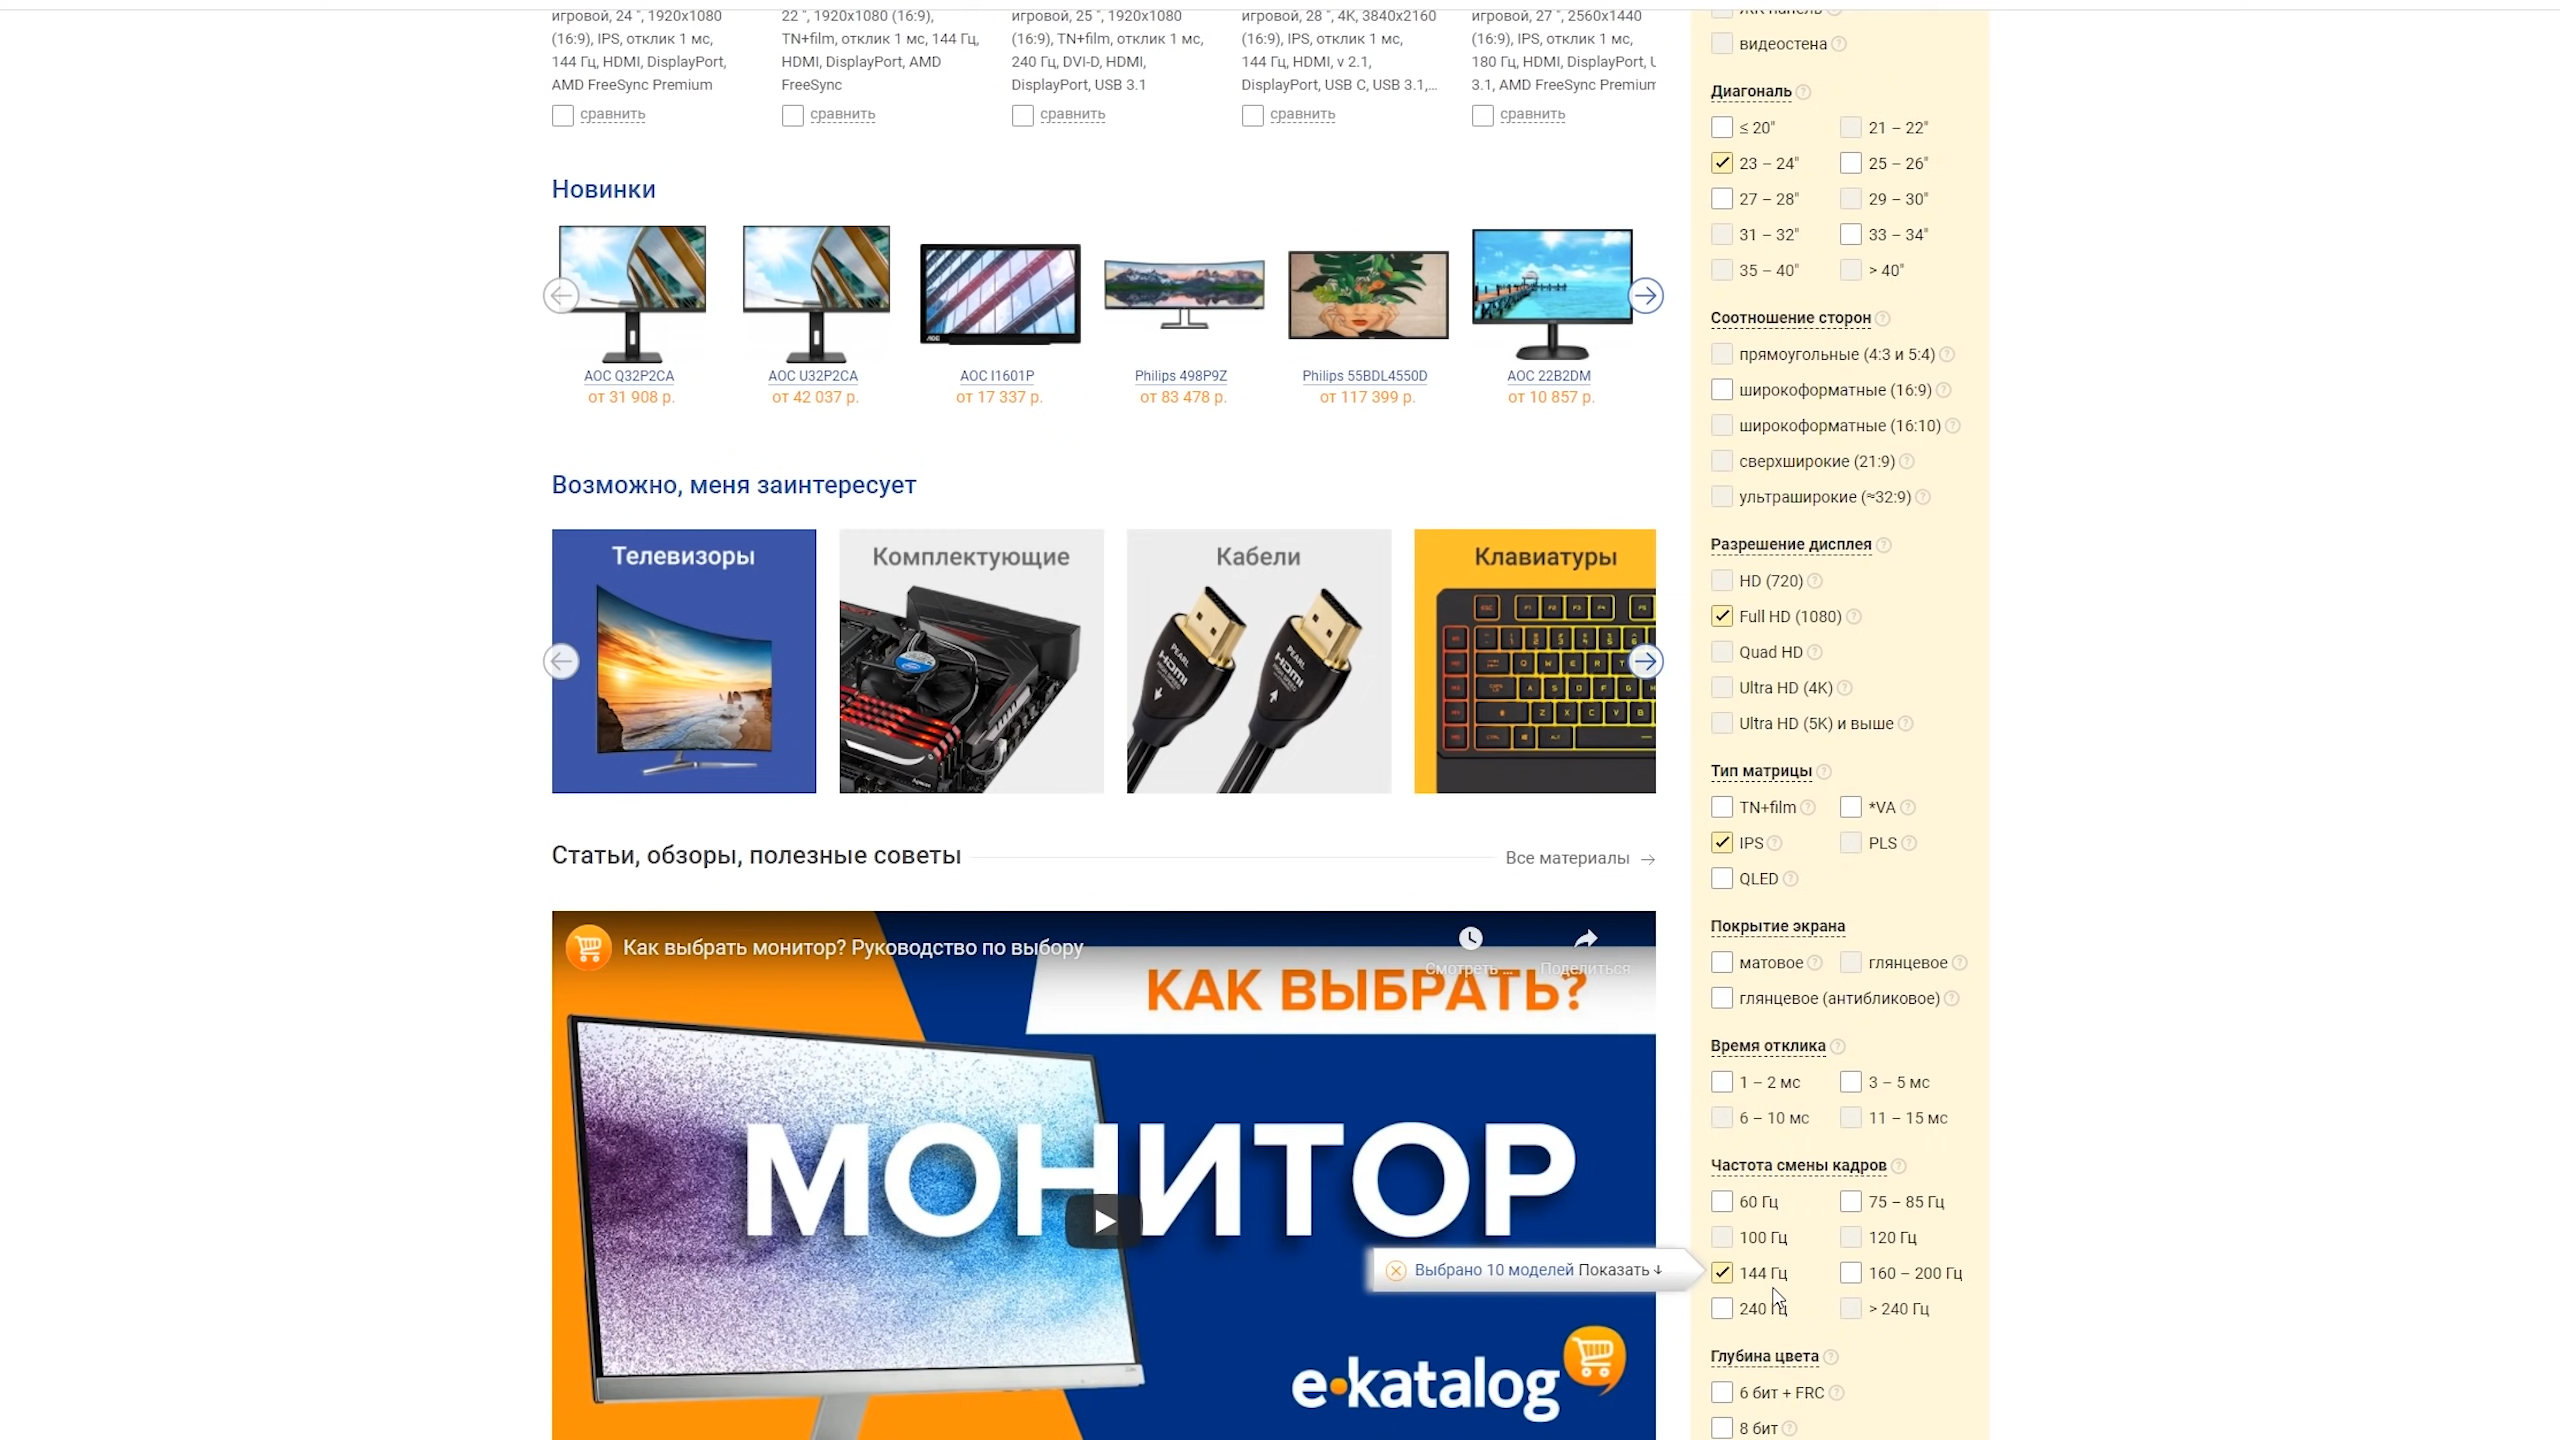 игровой, 24 ", 1920x1080
(16:9), IPS, отклик 1 мс,
144 Гц, HDMI, DisplayPort,
AMD FreeSync Premium
сравнить
22 ", 1920x1080 (16:9),
TN+film, отклик 1 мс, 144 Гц,
HDMI, DisplayPort, AMD
FreeSync
сравнить
игровой, 25 ", 1920x1080
(16:9), TN+film, отклик 1 мс,
240 Гц, DVI-D, HDMI,
DisplayPort, USB 3.1
сравнить
игровой, 28 ", 4K, 3840x2160
(16:9), IPS, отклик 1 мс,
144 Гц, HDMI, v 2.1,
DisplayPort, USB C, USB 3.1,...
сравнить
игровой, 27 ", 2560x1440
(16:9), IPS, отклик 1 мс,
180 Гц, HDMI, DisplayPort,
3.1, AMD FreeSync Premium
сравнить
Новинки
AOC Q32P2CA
от 31 908 р.
AOC U32P2CA
от 42 037 р.
AOC I1601P
от 17 337 р.
Philips 498P9Z
от 83 478 р.
Philips 55BDL4550D
от 117 399 р.
AOC 22B2DM
от 10 857 р.
Возможно, меня заинтересует
Телевизоры
Комплектующие
Кабели
Клавиатуры
Статьи, обзоры, полезные советы
Все материалы →
Как выбрать монитор? Руководство по выбору
Смотреть ...
Поделиться
КАК ВЫБРАТЬ?
МОНИТОР
e•katalog
Выбрано 10 моделей Показать ↓
ЖК панель
видеостена
Диагональ
≤ 20"
21 – 22"
23 – 24"
25 – 26"
27 – 28"
29 – 30"
31 – 32"
33 – 34"
35 – 40"
> 40"
Соотношение сторон
прямоугольные (4:3 и 5:4)
широкоформатные (16:9)
широкоформатные (16:10)
сверхширокие (21:9)
ультраширокие (≈32:9)
Разрешение дисплея
HD (720)
Full HD (1080)
Quad HD
Ultra HD (4K)
Ultra HD (5K) и выше
Тип матрицы
TN+film
*VA
IPS
PLS
QLED
Покрытие экрана
матовое
глянцевое
глянцевое (антибликовое)
Время отклика
1 – 2 мс
3 – 5 мс
6 – 10 мс
11 – 15 мс
Частота смены кадров
60 Гц
75 – 85 Гц
100 Гц
120 Гц
144 Гц
160 – 200 Гц
240 Гц
> 240 Гц
Глубина цвета
6 бит + FRC
8 бит